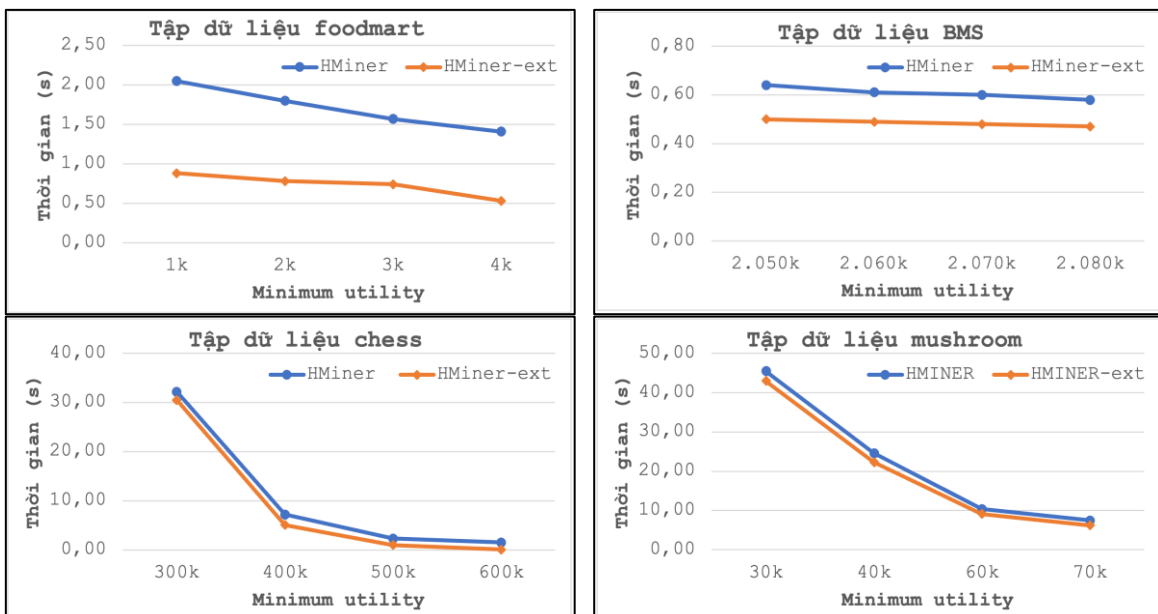 Tập dữ liệu foodmart
HMiner HMiner-ext
Thời gian (s)
2,50
2,00
1,50
1,00
0,50
0,00
1k 2k 3k 4k
Minimum utility
Tập dữ liệu BMS
HMiner HMiner-ext
Thời gian (s)
0,80
0,60
0,40
0,20
0,00
2.050k 2.060k 2.070k 2.080k
Minimum utility
Tập dữ liệu chess
HMiner HMiner-ext
Thời gian (s)
40,00
30,00
20,00
10,00
0,00
300k 400k 500k 600k
Minimum utility
Tập dữ liệu mushroom
HMINER HMINER-ext
Thời gian (s)
50,00
40,00
30,00
20,00
10,00
0,00
30k 40k 60k 70k
Minimum utility